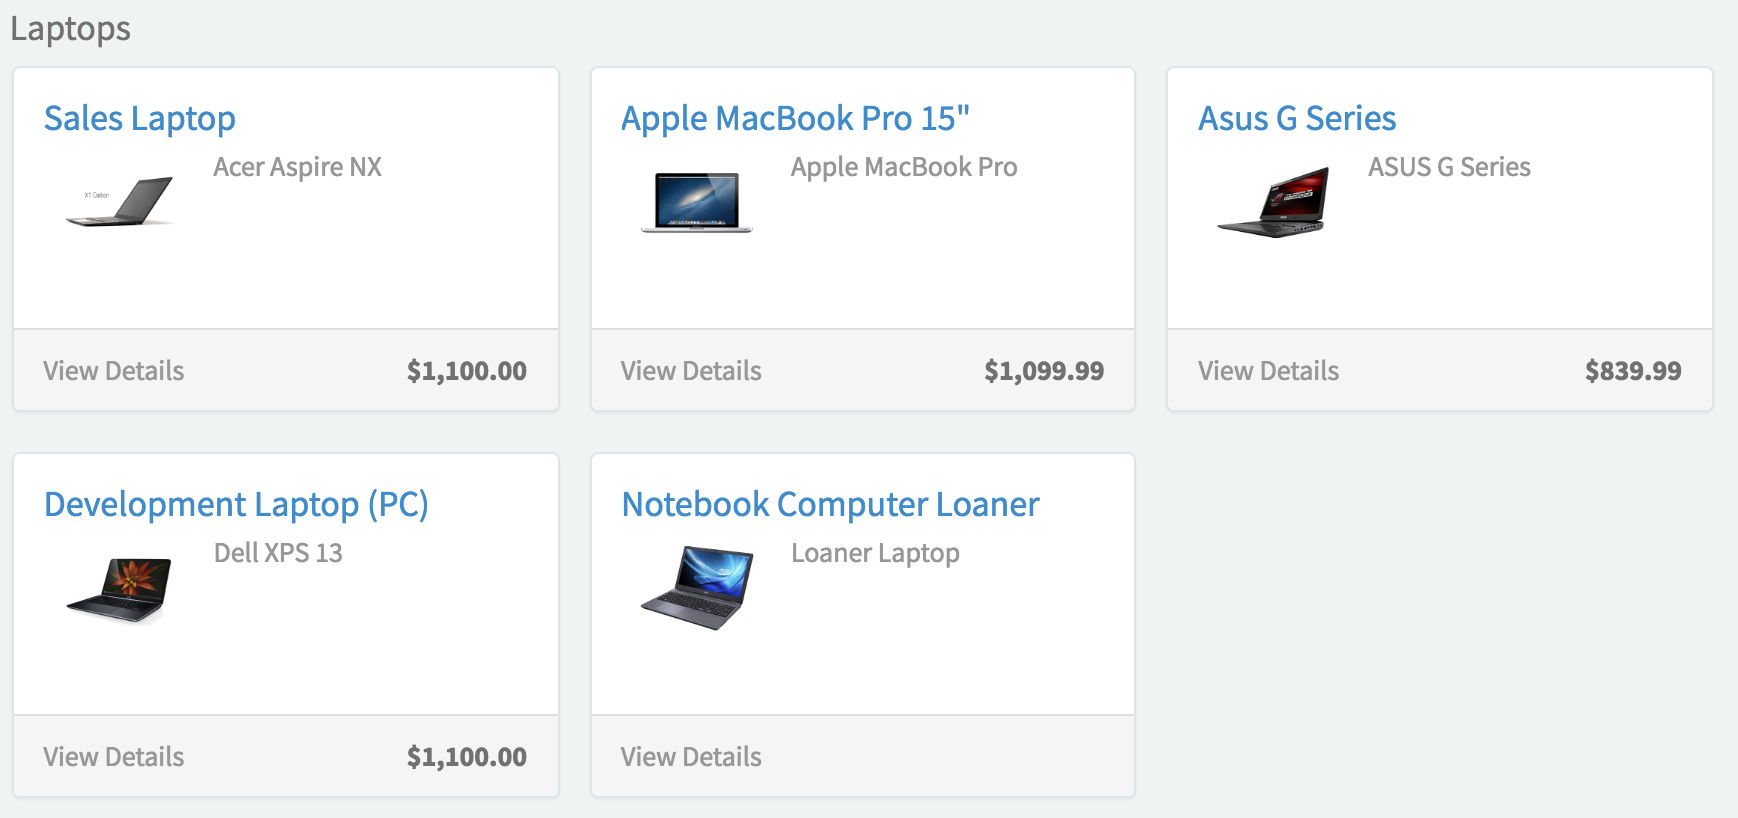 Laptops
Sales Laptop
Acer Aspire NX
X1 Carbon
View Details
$1,100.00
Apple MacBook Pro 15"
Apple MacBook Pro
View Details
$1,099.99
Asus G Series
ASUS G Series
View Details
$839.99
Development Laptop (PC)
Dell XPS 13
View Details
$1,100.00
Notebook Computer Loaner
Loaner Laptop
View Details